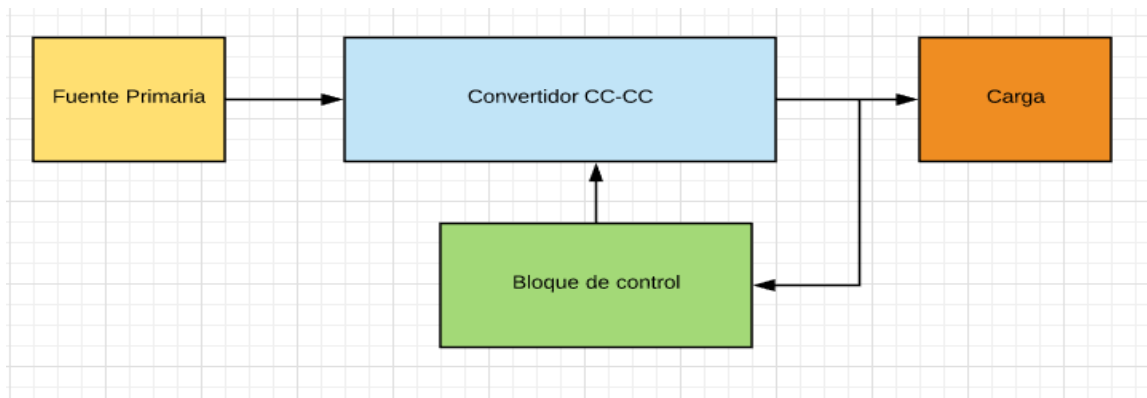 Fuente Primaria
Convertidor CC-CC
Carga
Bloque de control